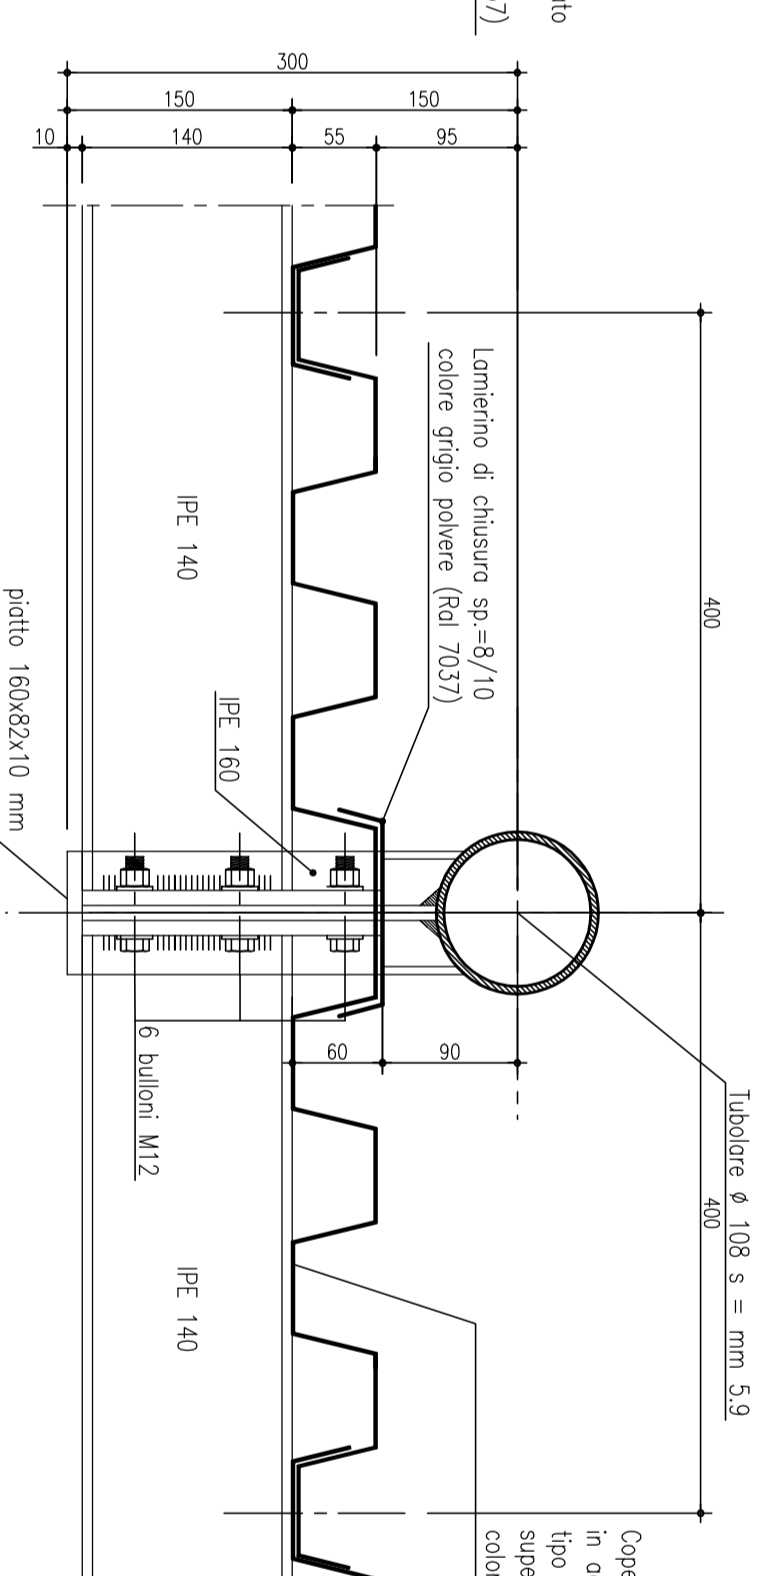 300
150
150
10
140
55
95
Lamierino di chiusura sp.=8/10
colore grigio polvere (Ral 7037)
400
IPE 140
IPE 160
piatto 160x82x10 mm
60
90
6 bulloni M12
Tubolare ø 108 s = mm 5.9
400
IPE 140
tipo